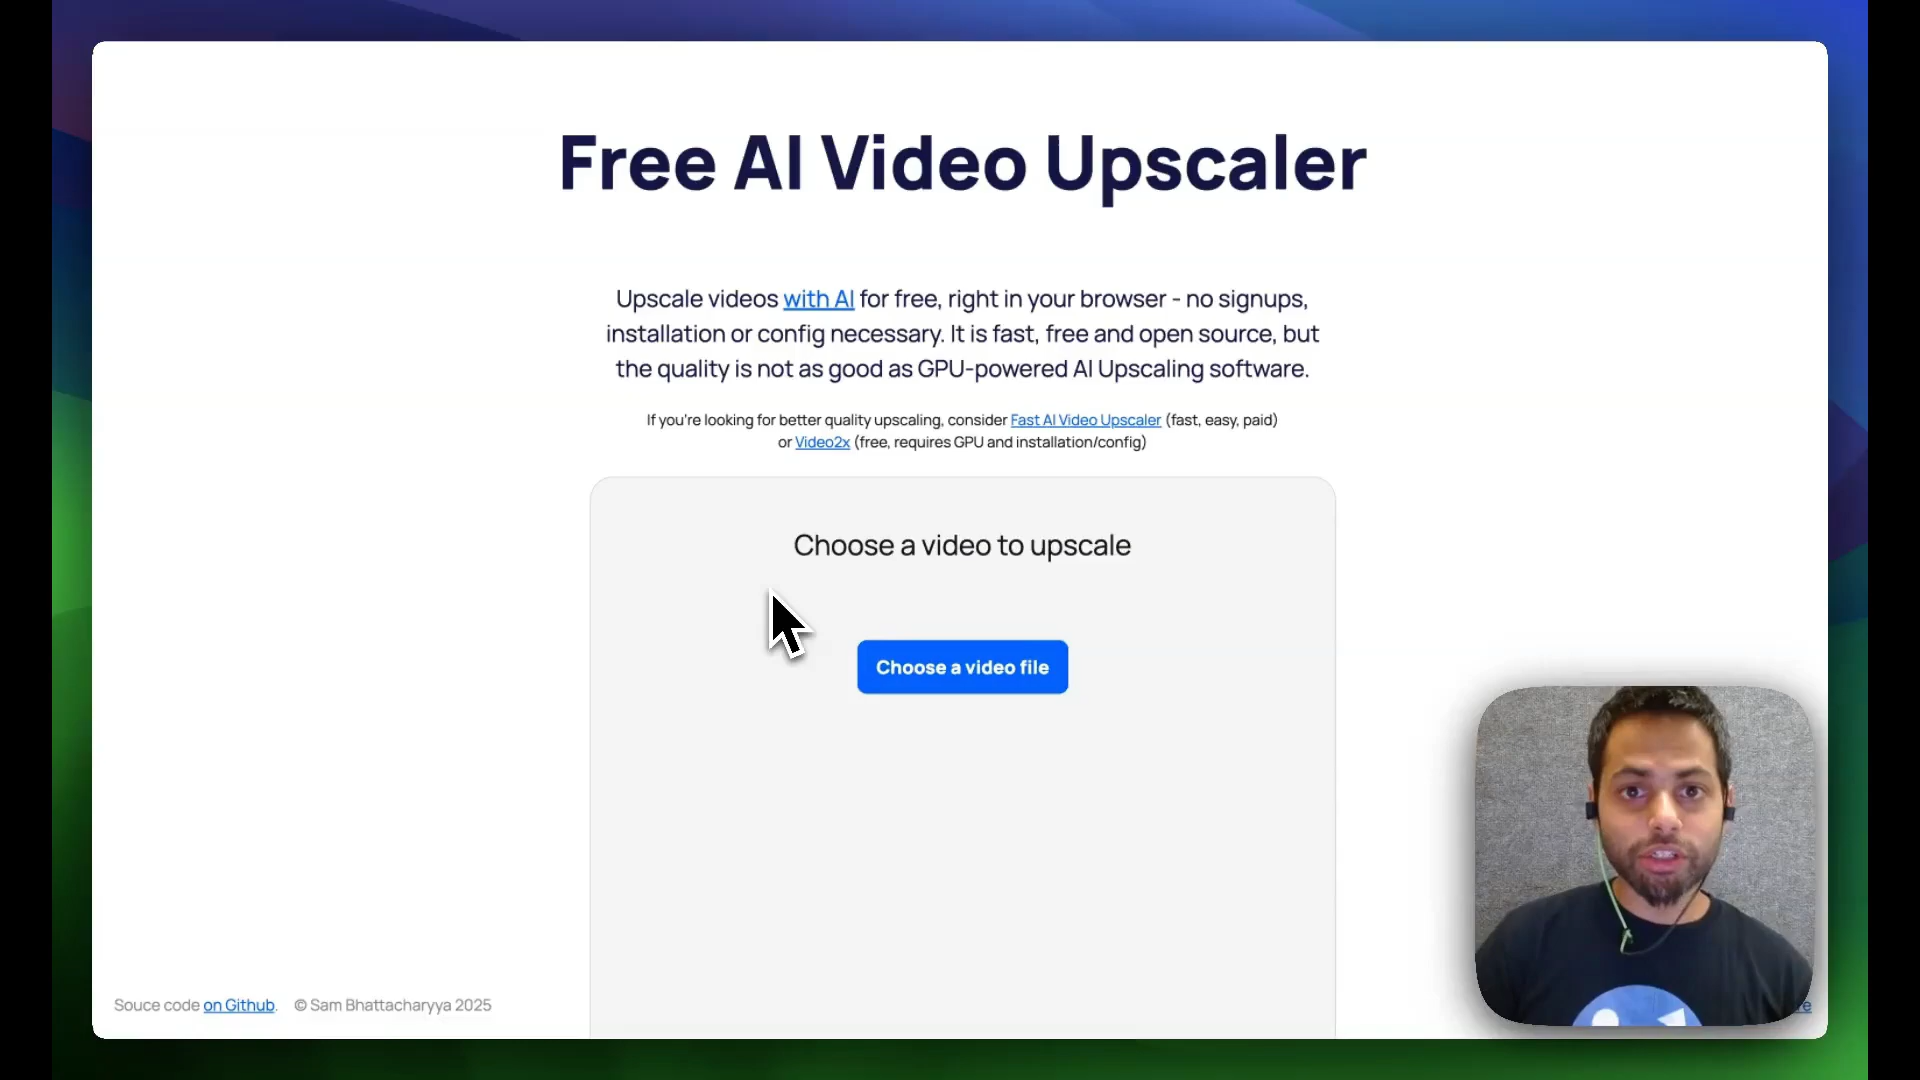 Free AI Video Upscaler
Upscale videos with AI for free, right in your browser - no signups,
installation or config necessary. It is fast, free and open source, but
the quality is not as good as GPU-powered AI Upscaling software.
If you're looking for better quality upscaling, consider Fast AI Video Upscaler (fast, easy, paid)
or Video2x (free, requires GPU and installation/config)
Choose a video to upscale
Choose a video file
Souce code on Github. © Sam Bhattacharyya 2025